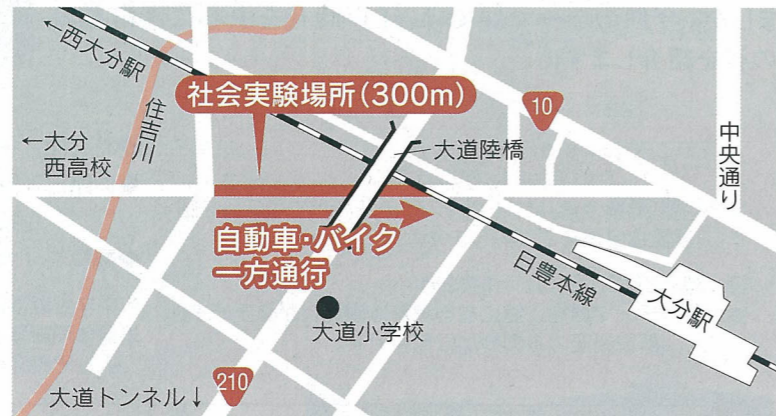 ←西大分駅
住吉川
社会実験場所(300m)
10
中央通り
←大分
西高校
大道陸橋
自動車・バイク
一方通行
日豊本線
大分駅
大道小学校
210
大道トンネル↓